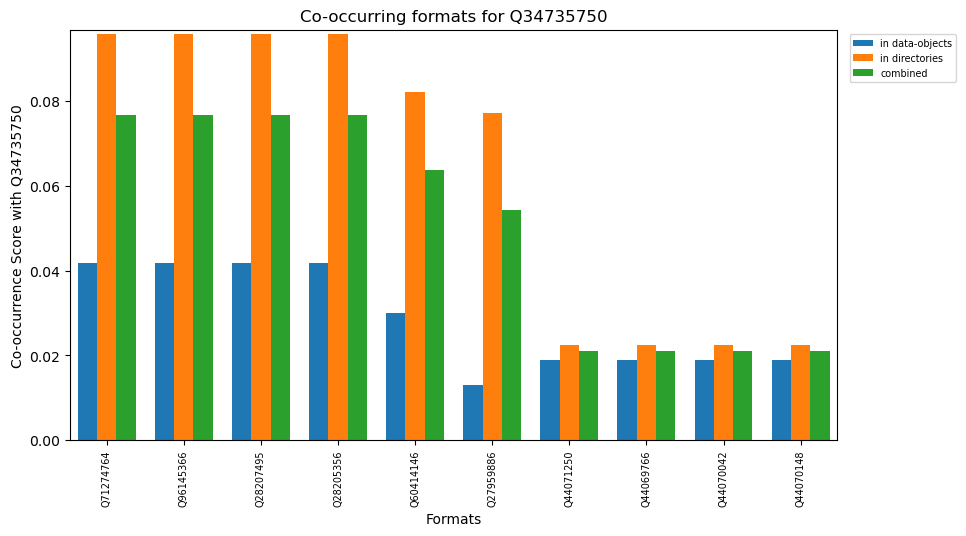 Co-occurring formats for Q34735750
in data-objects
in directories
combined
Co-occurrence Score with Q34735750
0.08
0.06
0.04
0.02
0.00
Q71274764
Q96145366
Q28207495
Q28205356
Q60414146
Q27959886
Q44071250
Q44069766
Q44070042
Q44070148
Formats